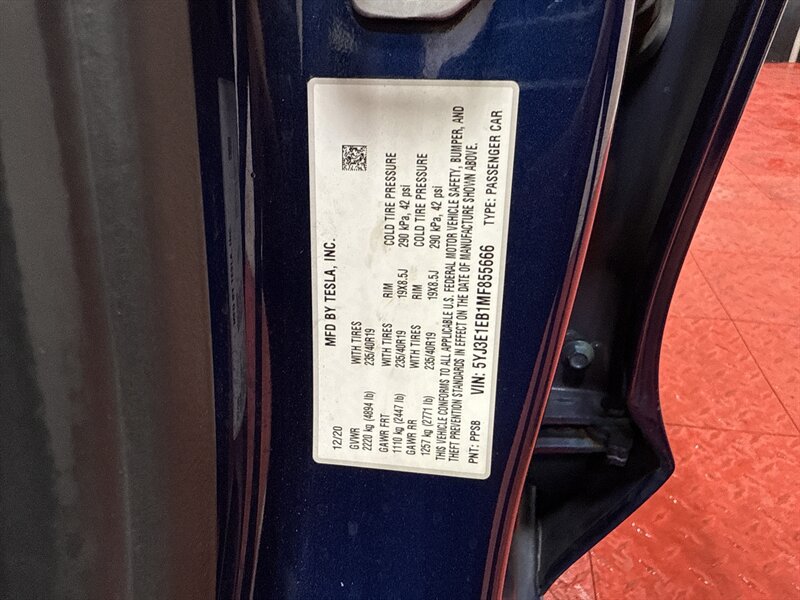 MFD BY TESLA, INC.
12/20
GVWR WITH TIRES
2220 kg (4894 lb) 235/40R19
GAWR FRT WITH TIRES RIM COLD TIRE PRESSURE
1110 kg (2447 lb) 235/40R19 19X8.5J 290 kPa, 42 psi
GAWR RR WITH TIRES RIM COLD TIRE PRESSURE
1257 kg (2771 lb) 235/40R19 19X8.5J 290 kPa, 42 psi
THIS VEHICLE CONFORMS TO ALL APPLICABLE U.S. FEDERAL MOTOR VEHICLE SAFETY, BUMPER, AND
THEFT PREVENTION STANDARDS IN EFFECT ON THE DATE OF MANUFACTURE SHOWN ABOVE.
PNT: PPSB VIN: 5YJ3E1EB1MF855666 TYPE: PASSENGER CAR